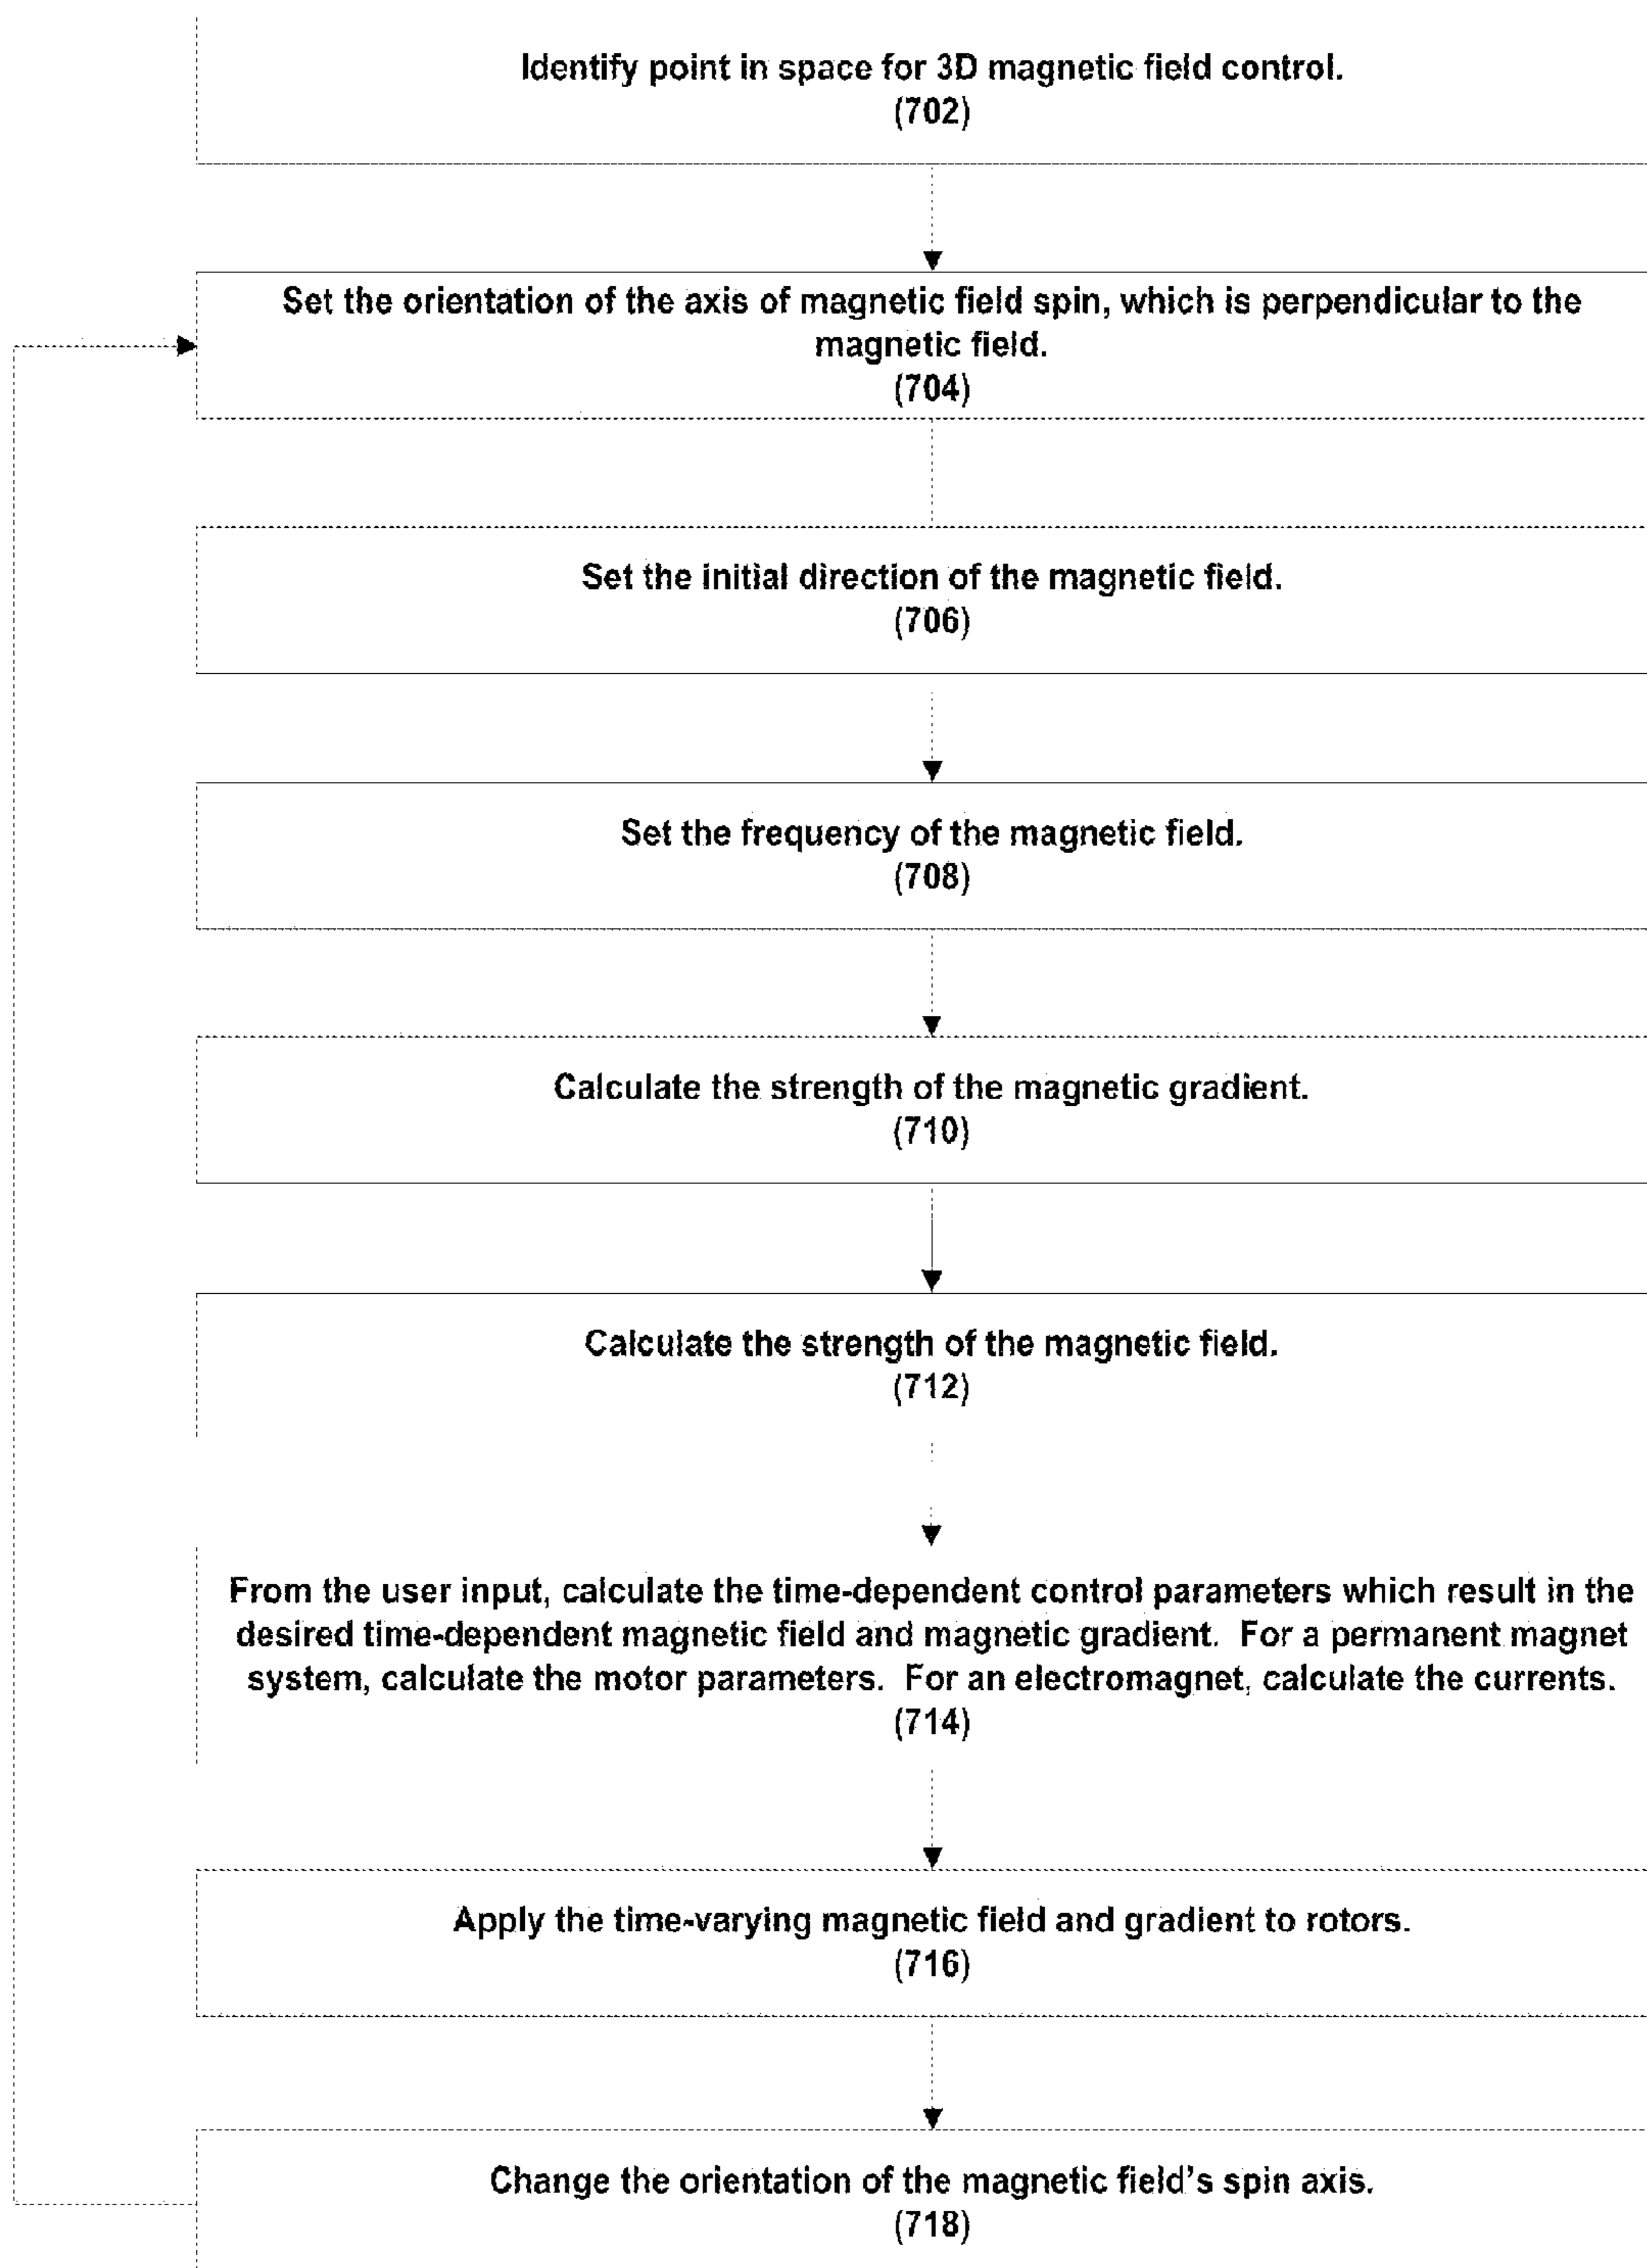 Identify point in space for 3D magnetic field control.
(702)
Set the orientation of the axis of magnetic field spin, which is perpendicular to the
magnetic field.
(704)
Set the initial direction of the magnetic field.
(706)
Set the frequency of the magnetic field.
(708)
Calculate the strength of the magnetic gradient.
(710)
Calculate the strength of the magnetic field.
(712)
From the user input, calculate the time-dependent control parameters which result in the
desired time-dependent magnetic field and magnetic gradient.  For a permanent magnet
system, calculate the motor parameters.  For an electromagnet, calculate the currents.
(714)
Apply the time-varying magnetic field and gradient to rotors.
(716)
Change the orientation of the magnetic field's spin axis.
(718)